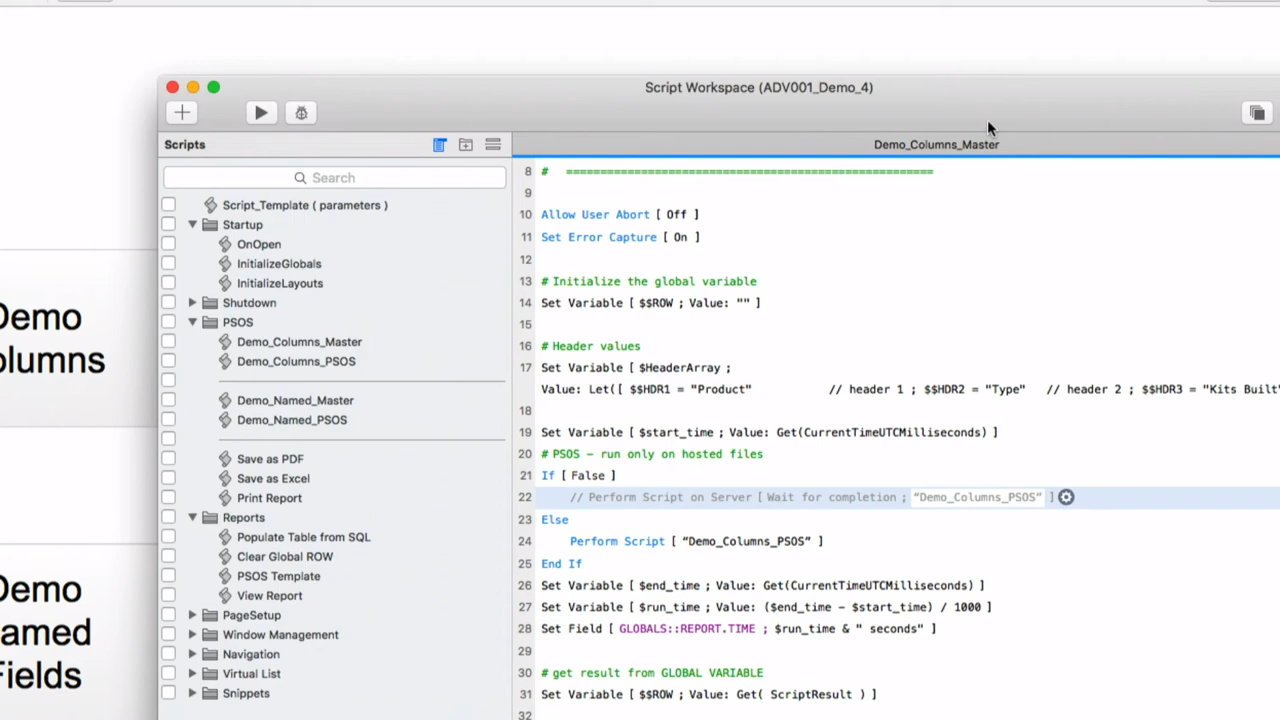 Script Workspace (ADV001_Demo_4)
Scripts
Demo_Columns_Master
Search
Script_Template ( parameters )
Startup
OnOpen
InitializeGlobals
InitializeLayouts
Shutdown
PSOS
Demo_Columns_Master
Demo_Columns_PSOS
Demo_Named_Master
Demo_Named_PSOS
Save as PDF
Save as Excel
Print Report
Reports
Populate Table from SQL
Clear Global ROW
PSOS Template
View Report
PageSetup
Window Management
Navigation
Virtual List
Snippets
8 # =====================================================
9
10 Allow User Abort [ Off ]
11 Set Error Capture [ On ]
12
13 # Initialize the global variable
14 Set Variable [ $$ROW ; Value: "" ]
15
16 # Header values
17 Set Variable [ $HeaderArray ;
Value: Let([ $$HDR1 = "Product" // header 1 ; $$HDR2 = "Type" // header 2 ; $$HDR3 = "Kits Built"
18
19 Set Variable [ $start_time ; Value: Get(CurrentTimeUTCMilliseconds) ]
20 # PSOS – run only on hosted files
21 If [ False ]
22 // Perform Script on Server [ Wait for completion ; “Demo_Columns_PSOS” ]
23 Else
24 Perform Script [ “Demo_Columns_PSOS” ]
25 End If
26 Set Variable [ $end_time ; Value: Get(CurrentTimeUTCMilliseconds) ]
27 Set Variable [ $run_time ; Value: ($end_time - $start_time) / 1000 ]
28 Set Field [ GLOBALS::REPORT.TIME ; $run_time & " seconds" ]
29
30 # get result from GLOBAL VARIABLE
31 Set Variable [ $$ROW ; Value: Get( ScriptResult ) ]
32
Demo
olumns
Demo
amed
Fields